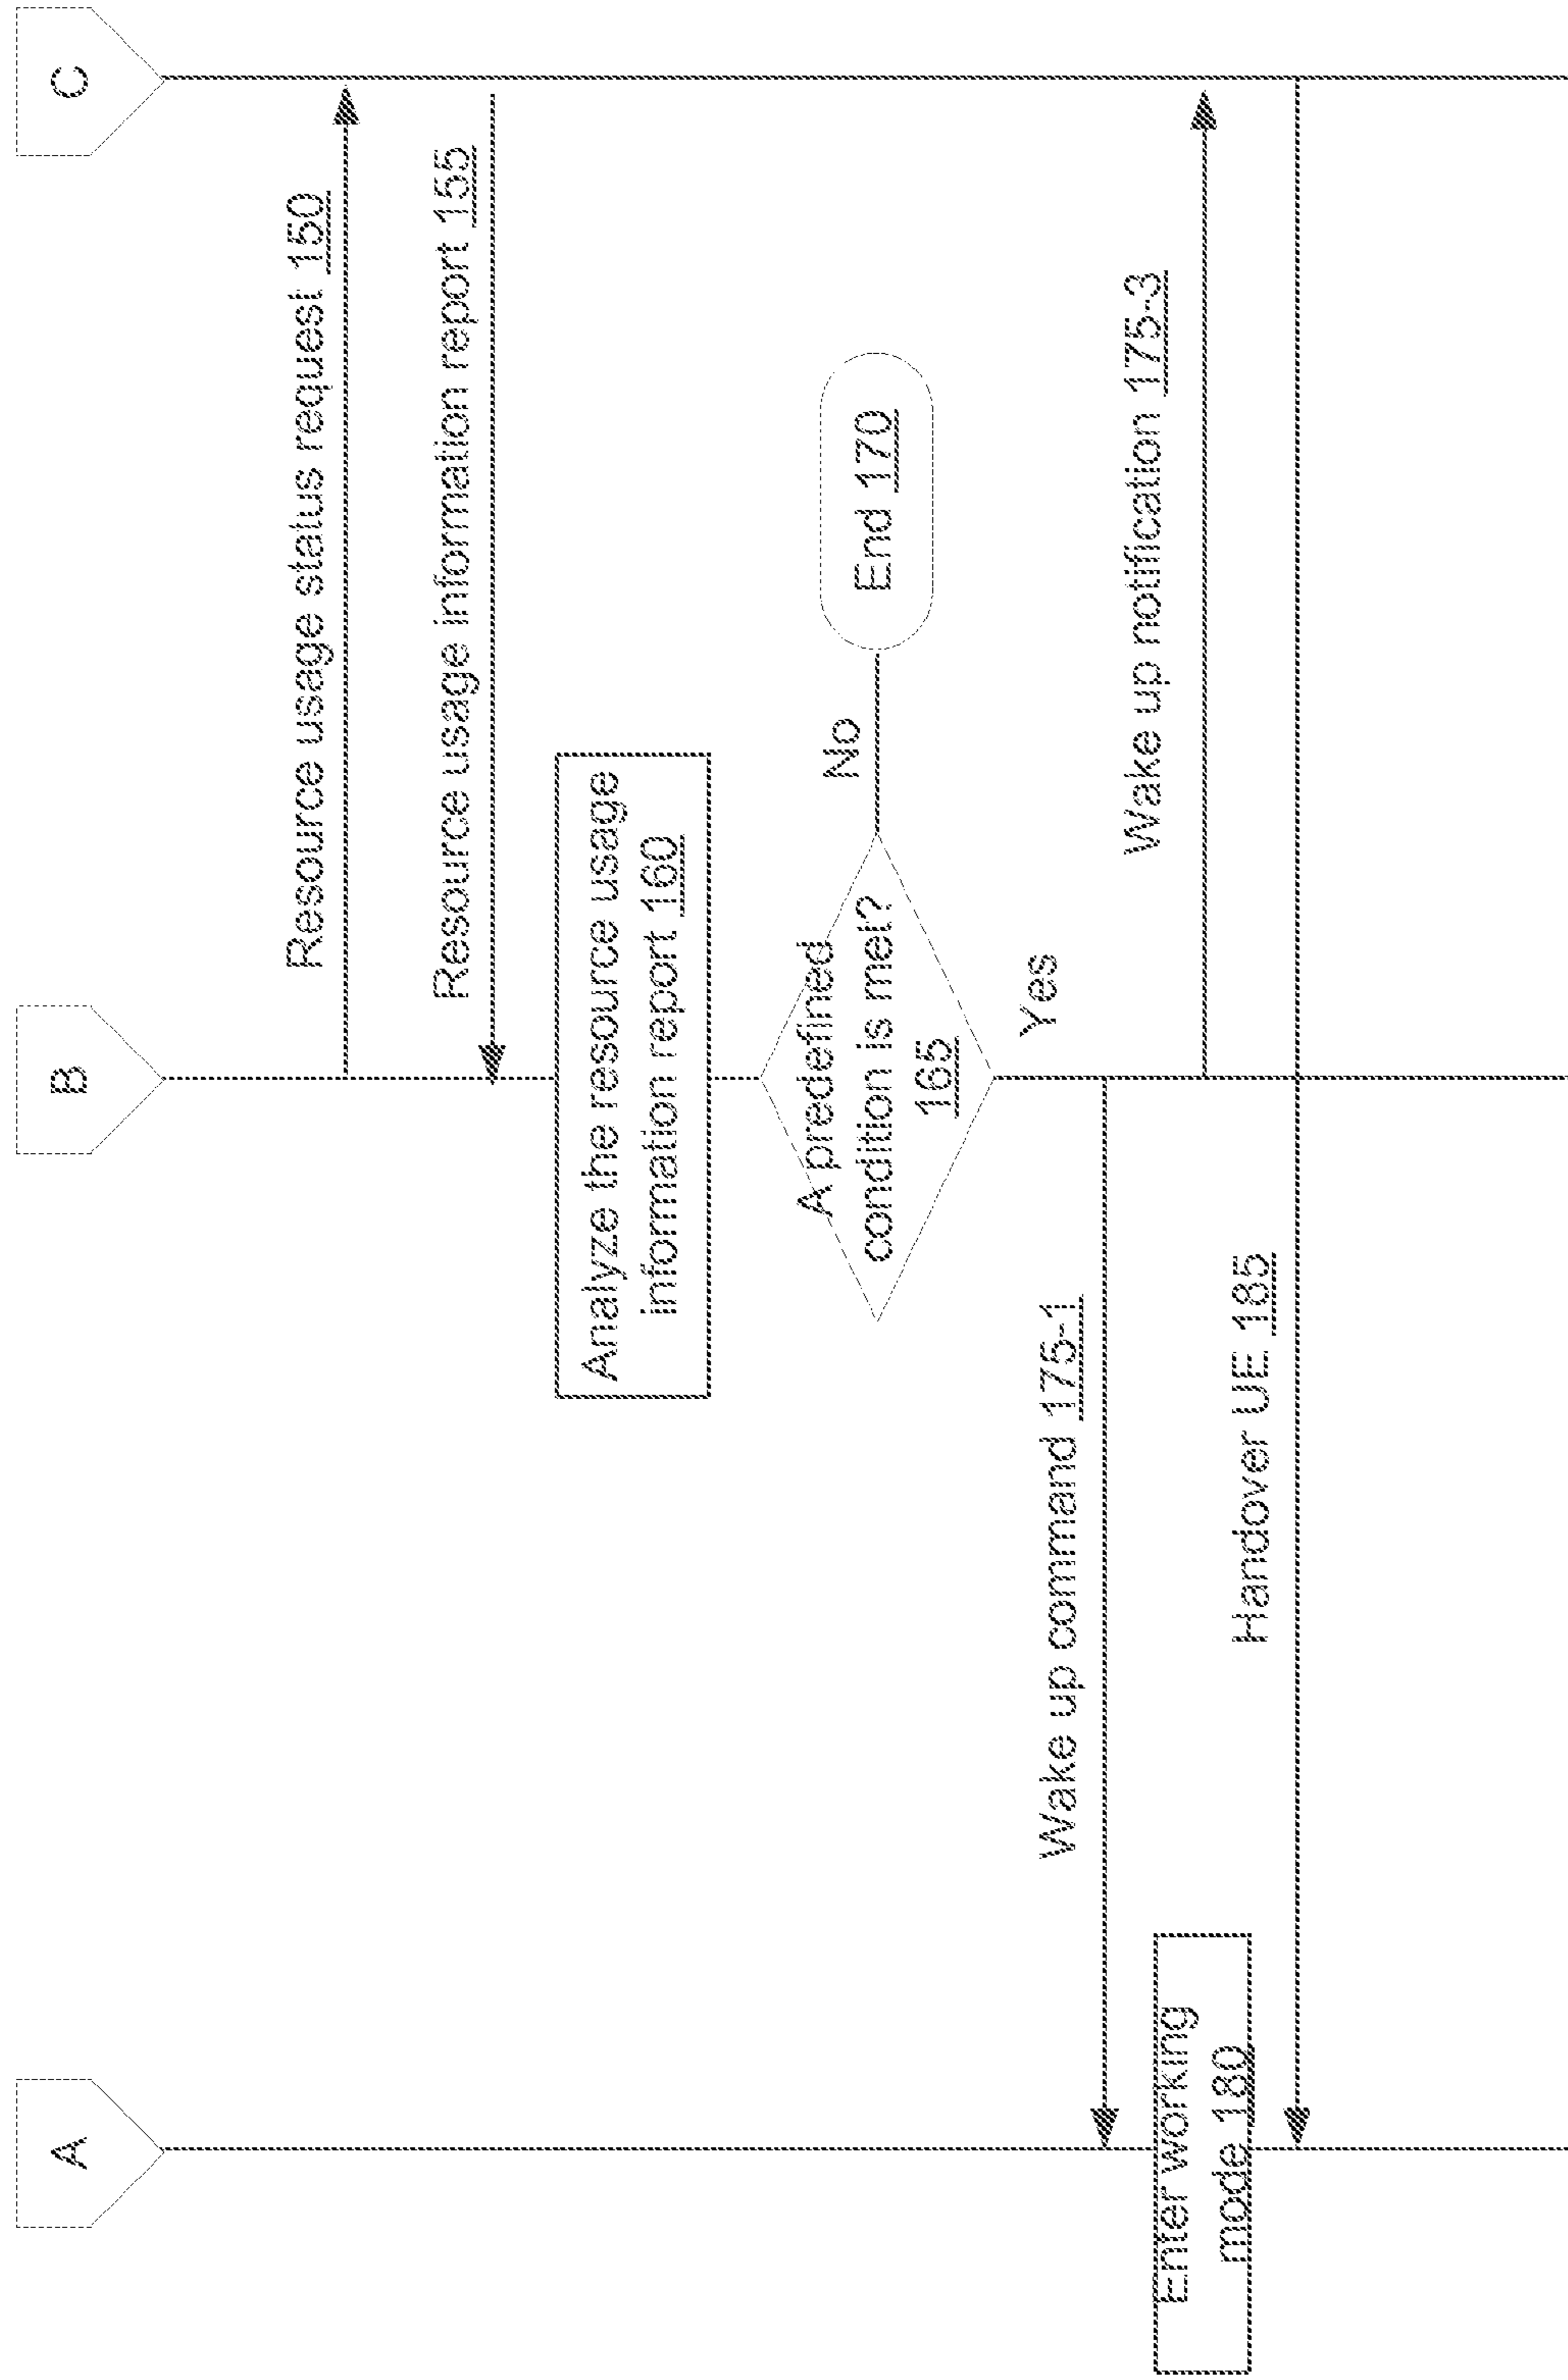 A
B
C
Resource usage status request 150
Resource usage information report 155
Analyze the resource usage
information report 160
A predefined
condition is met?
165
No
End 170
Yes
Wake up command 175-1
Wake up notification 175-3
Enter working
mode 180
Handover UE 185